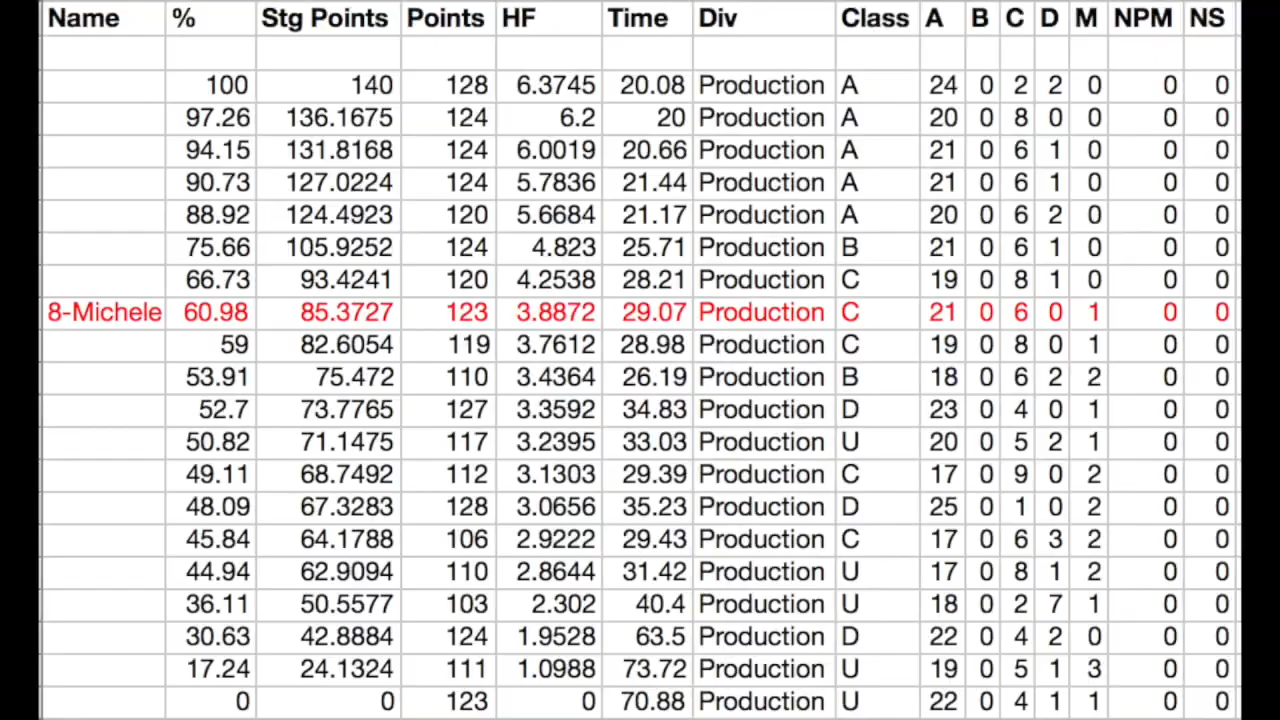 Name % Stg Points Points HF Time Div Class A B C D M NPM NS
100 140 128 6.3745 20.08 Production A 24 0 2 2 0 0 0
97.26 136.1675 124 6.2 20 Production A 20 0 8 0 0 0 0
94.15 131.8168 124 6.0019 20.66 Production A 21 0 6 1 0 0 0
90.73 127.0224 124 5.7836 21.44 Production A 21 0 6 1 0 0 0
88.92 124.4923 120 5.6684 21.17 Production A 20 0 6 2 0 0 0
75.66 105.9252 124 4.823 25.71 Production B 21 0 6 1 0 0 0
66.73 93.4241 120 4.2538 28.21 Production C 19 0 8 1 0 0 0
8-Michele 60.98 85.3727 123 3.8872 29.07 Production C 21 0 6 0 1 0 0
59 82.6054 119 3.7612 28.98 Production C 19 0 8 0 1 0 0
53.91 75.472 110 3.4364 26.19 Production B 18 0 6 2 2 0 0
52.7 73.7765 127 3.3592 34.83 Production D 23 0 4 0 1 0 0
50.82 71.1475 117 3.2395 33.03 Production U 20 0 5 2 1 0 0
49.11 68.7492 112 3.1303 29.39 Production C 17 0 9 0 2 0 0
48.09 67.3283 128 3.0656 35.23 Production D 25 0 1 0 2 0 0
45.84 64.1788 106 2.9222 29.43 Production C 17 0 6 3 2 0 0
44.94 62.9094 110 2.8644 31.42 Production U 17 0 8 1 2 0 0
36.11 50.5577 103 2.302 40.4 Production U 18 0 2 7 1 0 0
30.63 42.8884 124 1.9528 63.5 Production D 22 0 4 2 0 0 0
17.24 24.1324 111 1.0988 73.72 Production U 19 0 5 1 3 0 0
0 0 123 0 70.88 Production U 22 0 4 1 1 0 0